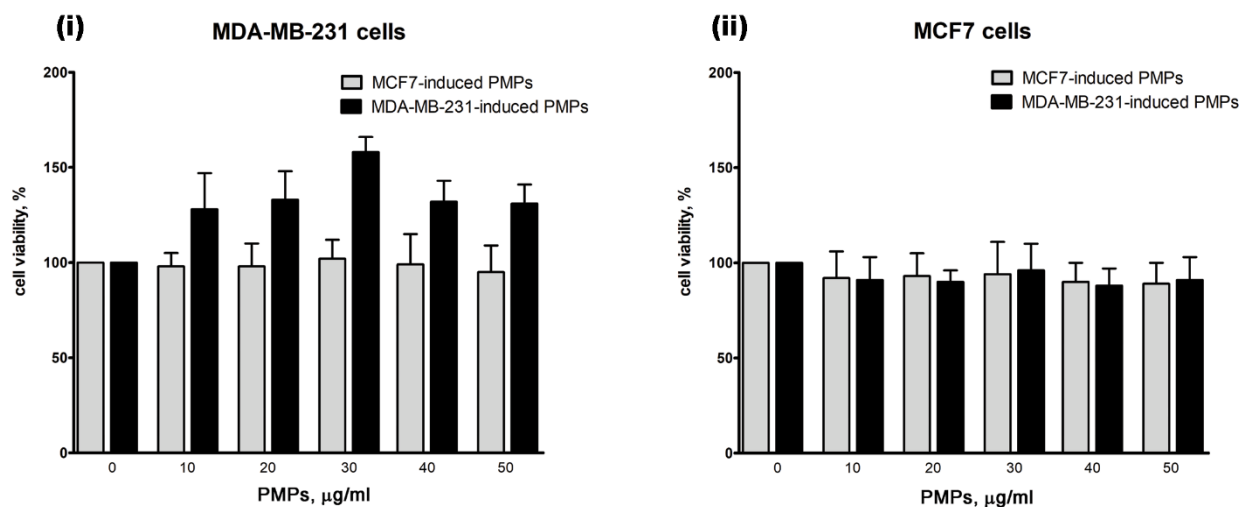 (i)
MDA-MB-231 cells
MCF7-induced PMPs
MDA-MB-231-induced PMPs
cell viability, %
200
150
100
50
0
0 10 20 30 40 50
PMPs, μg/ml
(ii)
MCF7 cells
MCF7-induced PMPs
MDA-MB-231-induced PMPs
cell viability, %
200
150
100
50
0
0 10 20 30 40 50
PMPs, μg/ml